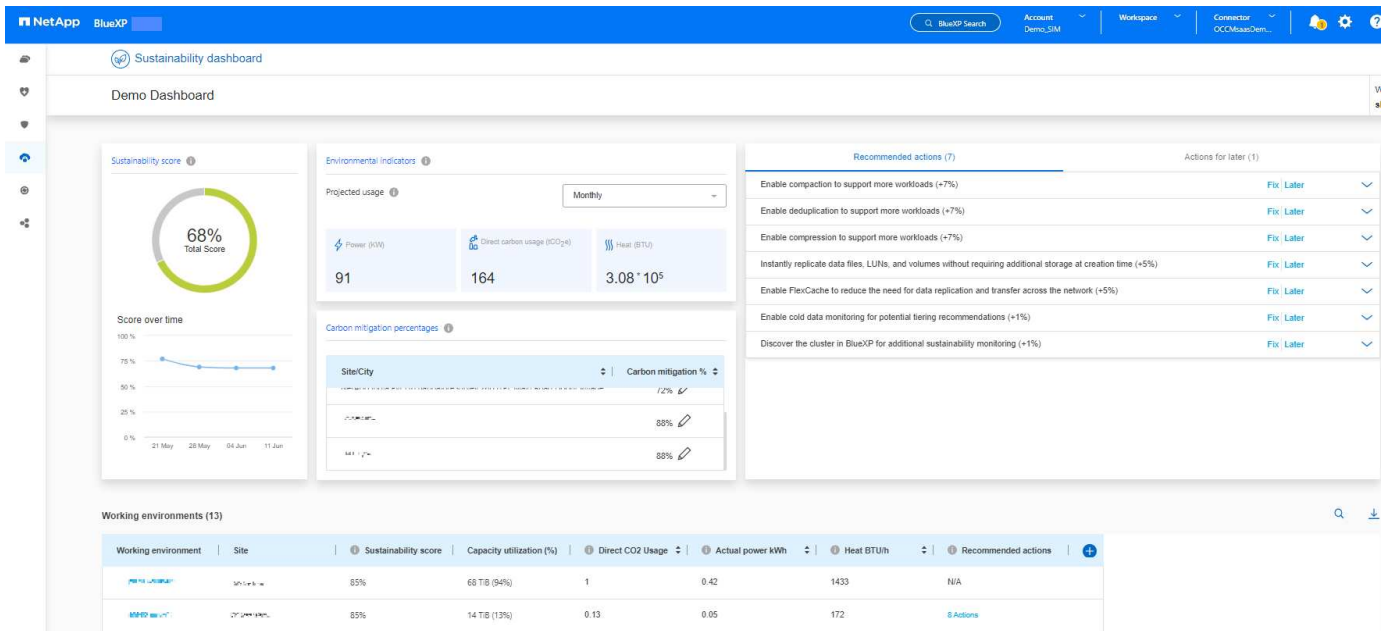 NetApp BlueXP
BlueXP Search
Account
Demo_SIM
Workspace
Connector
OCCMsaasDem...
1
?
Sustainability dashboard
Demo Dashboard
W
Sustainability score
68%
Total Score
Score over time
100 %
75 %
50 %
25 %
0 %
21 May 28 May 04 Jun 11 Jun
Environmental indicators
Projected usage
Monthly
Power (KW)
91
Direct carbon usage (tCO2e)
164
Heat (BTU)
3.08 * 10⁵
Carbon mitigation percentages
Site/City Carbon mitigation %
72%
88%
88%
Recommended actions (7) Actions for later (1)
Enable compaction to support more workloads (+7%) Fix Later
Enable deduplication to support more workloads (+7%) Fix Later
Enable compression to support more workloads (+7%) Fix Later
Instantly replicate data files, LUNs, and volumes without requiring additional storage at creation time (+5%) Fix Later
Enable FlexCache to reduce the need for data replication and transfer across the network (+5%) Fix Later
Enable cold data monitoring for potential tiering recommendations (+1%) Fix Later
Discover the cluster in BlueXP for additional sustainability monitoring (+1%) Fix Later
Working environments (13)
Working environment Site Sustainability score Capacity utilization (%) Direct CO2 Usage Actual power kWh Heat BTU/h Recommended actions
85% 68 TiB (94%) 1 0.42 1433 N/A
85% 14 TiB (13%) 0.13 0.05 172 8 Actions